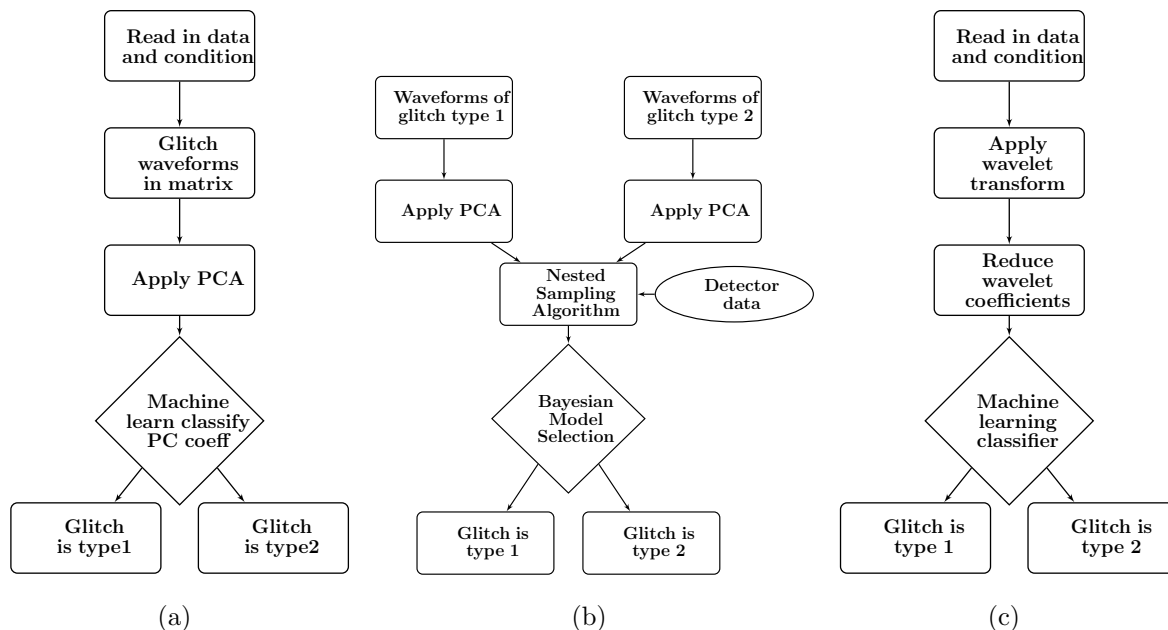 Read in data
and condition
Glitch
waveforms
in matrix
Apply PCA
Machine
learn classify
PC coeff
Glitch
is type1
Glitch
is type2
(a)
Waveforms of
glitch type 1
Waveforms of
glitch type 2
Apply PCA
Apply PCA
Nested
Sampling
Algorithm
Detector
data
Bayesian
Model
Selection
Glitch is
type 1
Glitch is
type 2
(b)
Read in data
and condition
Apply
wavelet
transform
Reduce
wavelet
coefficients
Machine
learning
classifier
Glitch is
type 1
Glitch is
type 2
(c)